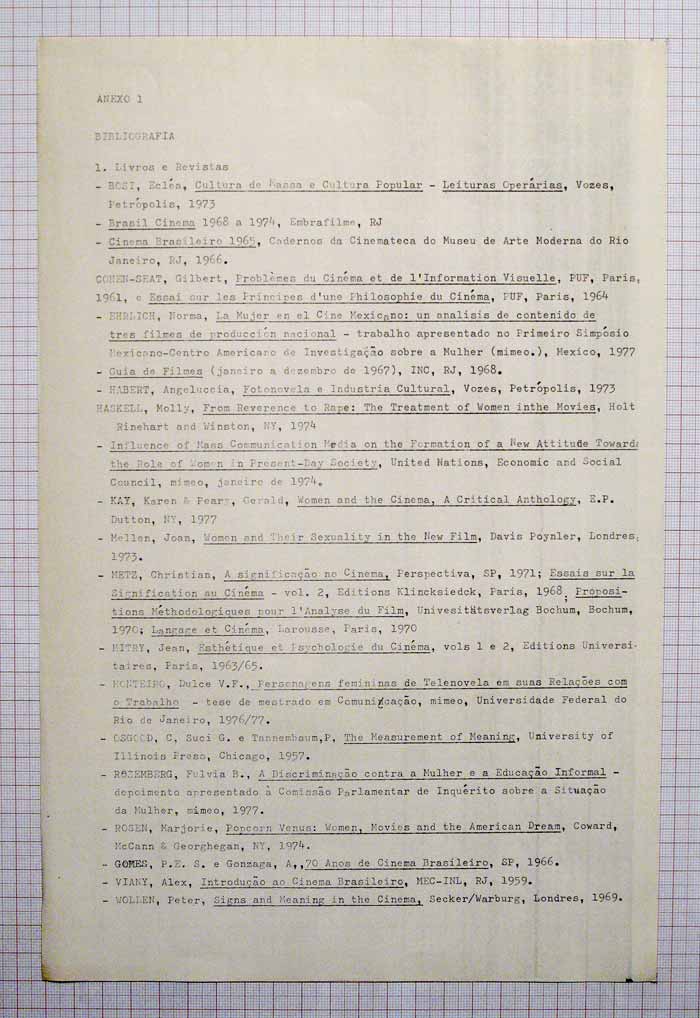 ANEXO 1
BIBLIOGRAFIA
1. Livros e Revistas
- BOSI, Ecléa, Cultura de Massa e Cultura Popular - Leituras Operárias, Vozes,
Petrópolis, 1973
- Brasil Cinema 1968 a 1974, Embrafilme, RJ
- Cinema Brasileiro 1965, Cadernos da Cinemateca do Museu de Arte Moderna do Rio
Janeiro, RJ, 1966.
COHEN-SEAT, Gilbert, Problèmes du Cinéma et de l'Information Visuelle, PUF, Paris,
1961, e Essai sur les Principes d'une Philosophie du Cinéma, PUF, Paris, 1964
- EHRLICH, Norma, La Mujer en el Cine Mexicano: un analisis de contenido de
tres filmes de producción nacional - trabalho apresentado no Primeiro Simpósio
Mexicano-Centro Americano de Investigação sobre a Mulher (mimeo.), Mexico, 1977
- Guia de Filmes (janeiro a dezembro de 1967), INC, RJ, 1968.
- HABERT, Angeluccia, Fotonovela e Industria Cultural, Vozes, Petrópolis, 1973
HASKELL, Molly, From Reverence to Rape: The Treatment of Women inthe Movies, Holt
Rinehart and Winston, NY, 1974
- Influence of Mass Communication Media on the Formation of a New Attitude Towards
the Role of Women in Present-Day Society, United Nations, Economic and Social
Council, mimeo, janeiro de 1974.
- KAY, Karen & Peary, Gerald, Women and the Cinema, A Critical Anthology, E.P.
Dutton, NY, 1977
- Mellen, Joan, Women and Their Sexuality in the New Film, Davis Poynler, Londres,
1973.
- METZ, Christian, A significação no Cinema, Perspectiva, SP, 1971; Essais sur la
Signification au Cinéma - vol. 2, Editions Klincksiedck, Paris, 1968; Proposi-
tions Méthodologiques pour l'Analyse du Film, Univesitätsverlag Bochum, Bochum,
1970; Langage et Cinéma, Larousse, Paris, 1970
- MITRY, Jean, Esthétique et Psychologie du Cinéma, vols 1 e 2, Editions Universi-
taires, Paris, 1963/65.
- MONTEIRO, Dulce V.F., Personagens femininas de Telenovela em suas Relações com
o Trabalho - tese de mestrado em Comunicação, mimeo, Universidade Federal do
Rio de Janeiro, 1976/77.
- OSGOOD, C, Suci G. e Tannembaum,P, The Measurement of Meaning, University of
Illinois Press, Chicago, 1957.
- ROSEMBERG, Fulvia B., A Discriminação contra a Mulher e a Educação Informal -
depoimento apresentado à Comissão Parlamentar de Inquérito sobre a Situação
da Mulher, mimeo, 1977.
- ROSEN, Marjorie, Popcorn Venus: Women, Movies and the American Dream, Coward,
McCann & Georghegan, NY, 1974.
- GOMES, P.E. S. e Gonzaga, A,,70 Anos de Cinema Brasileiro, SP, 1966.
- VIANY, Alex, Introdução ao Cinema Brasileiro, MEC-INL, RJ, 1959.
- WOLLEN, Peter, Signs and Meaning in the Cinema, Secker/Warburg, Londres, 1969.